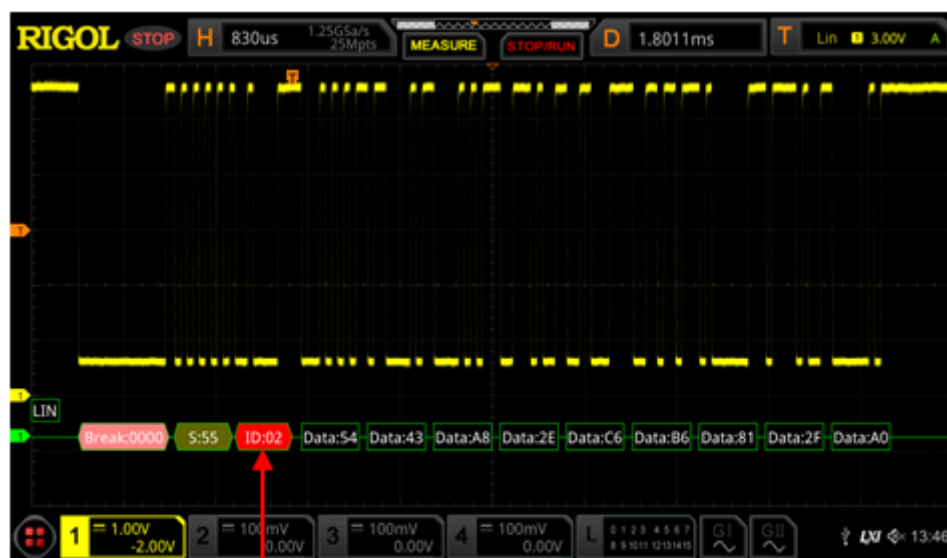 RIGOL STOP H 830us 1.25GSa/s 25Mpts MEASURE STOP/RUN D 1.8011ms T Lin 1 3.00V A
T
1
1
LIN
1 Break:0000 S:55 ID:02 Data:54 Data:43 Data:A8 Data:2E Data:C6 Data:B6 Data:81 Data:2F Data:A0
1 1.00V -2.00V 2 100mV 0.00V 3 100mV 0.00V 4 100mV 0.00V L 0 1 2 3 4 5 6 7 8 9 10 11 12 13 14 15 GI GII LXI 13:46